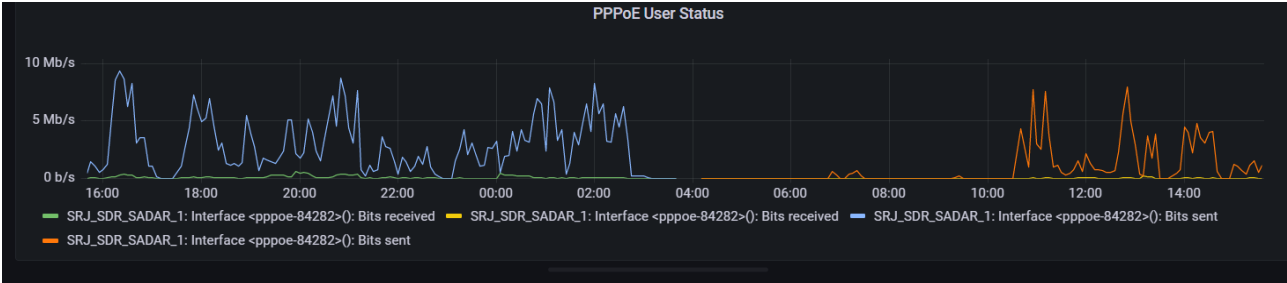 PPPoE User Status
10 Mb/s
5 Mb/s
0 b/s
16:00 18:00 20:00 22:00 00:00 02:00 04:00 06:00 08:00 10:00 12:00 14:00
SRJ_SDR_SADAR_1: Interface <pppoe-84282>(): Bits received SRJ_SDR_SADAR_1: Interface <pppoe-84282>(): Bits received SRJ_SDR_SADAR_1: Interface <pppoe-84282>(): Bits sent
SRJ_SDR_SADAR_1: Interface <pppoe-84282>(): Bits sent